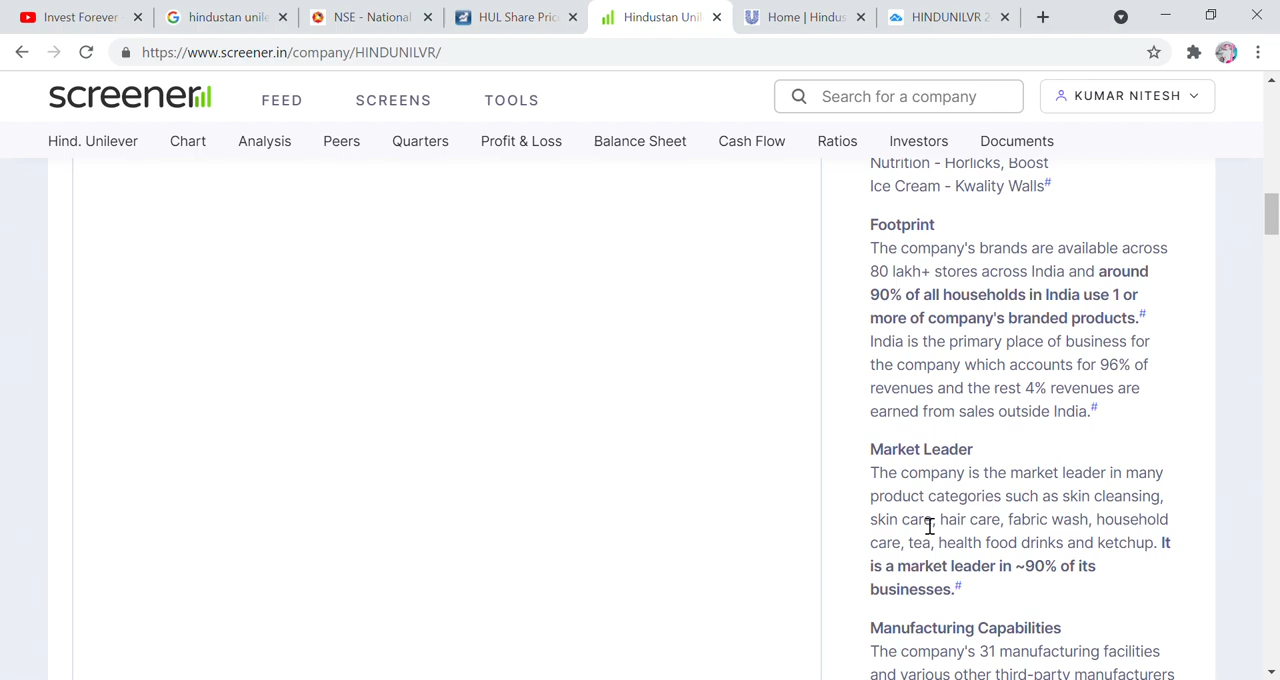 Invest Forever
hindustan unile
NSE - National
HUL Share Pric
Hindustan Unil
Home | Hindus
HINDUNILVR 2
https://www.screener.in/company/HINDUNILVR/
screener
FEED
SCREENS
TOOLS
Search for a company
KUMAR NITESH
Hind. Unilever
Chart
Analysis
Peers
Quarters
Profit & Loss
Balance Sheet
Cash Flow
Ratios
Investors
Documents
Nutrition - Horlicks, Boost
Ice Cream - Kwality Walls#
Footprint
The company's brands are available across
80 lakh+ stores across India and around
90% of all households in India use 1 or
more of company's branded products.#
India is the primary place of business for
the company which accounts for 96% of
revenues and the rest 4% revenues are
earned from sales outside India.#
Market Leader
The company is the market leader in many
product categories such as skin cleansing,
skin care, hair care, fabric wash, household
care, tea, health food drinks and ketchup. It
is a market leader in ~90% of its
businesses.#
Manufacturing Capabilities
The company's 31 manufacturing facilities
and various other third-party manufacturers